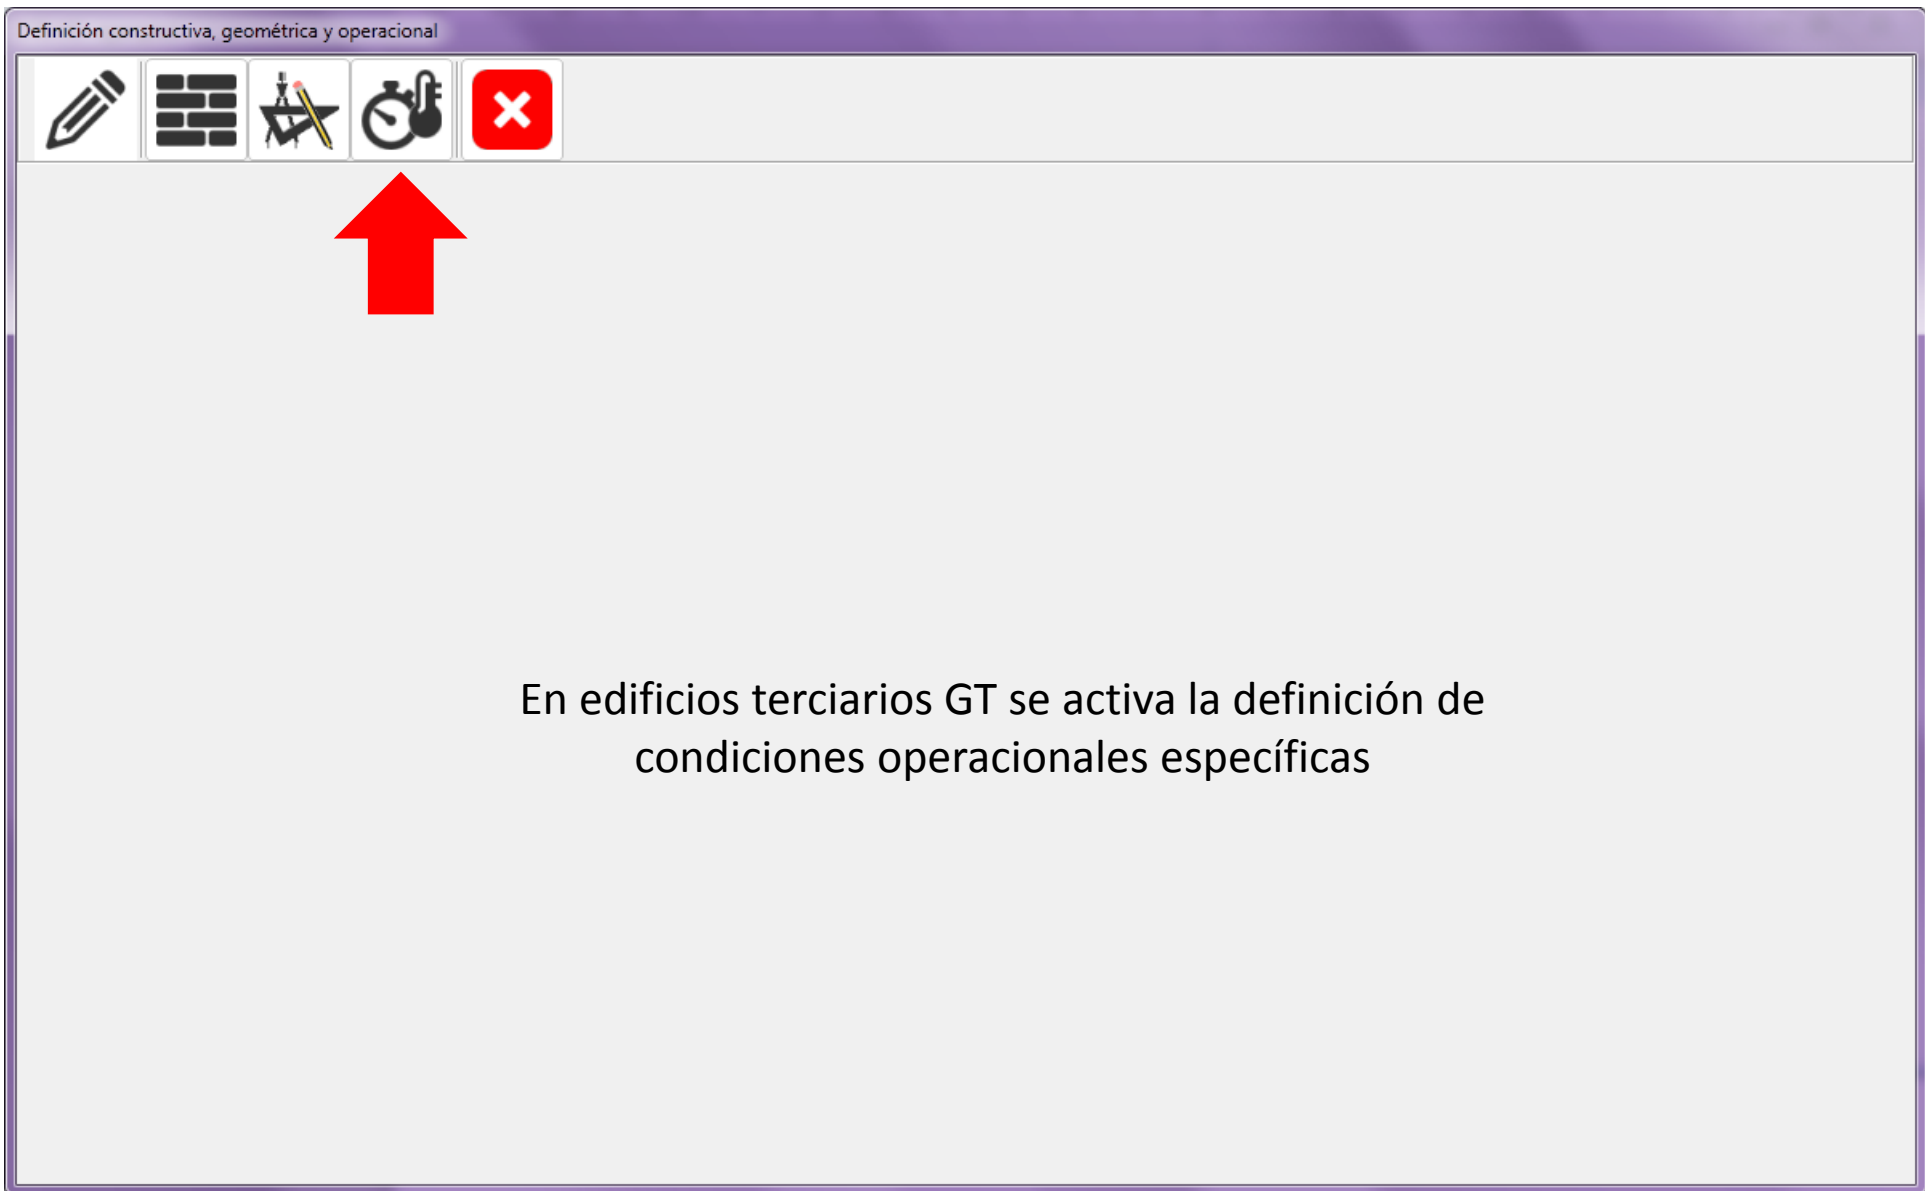 Definición constructiva, geométrica y operacional
En edificios terciarios GT se activa la definición de
condiciones operacionales específicas